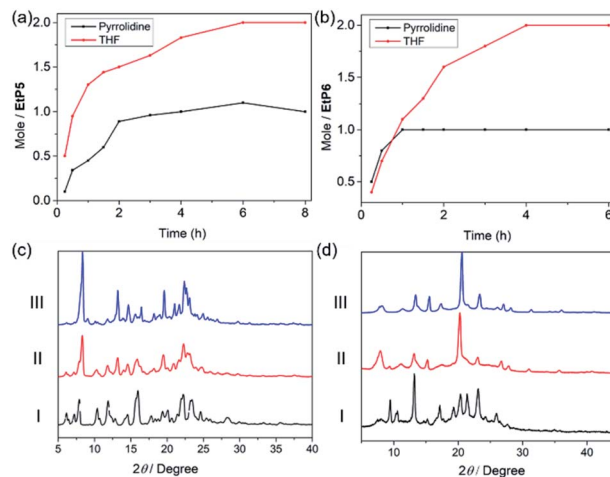 (a)
Pyrrolidine
THF
Mole / EtP5
2.0
1.5
1.0
0.5
0.0
0 2 4 6 8
Time (h)
(b)
Pyrrolidine
THF
Mole / EtP6
2.0
1.5
1.0
0.5
0 1 2 3 4 5 6
Time (h)
(c)
III
II
I
5 10 15 20 25 30 35 40
2θ/ Degree
(d)
III
II
I
10 20 30 40
2θ/ Degree